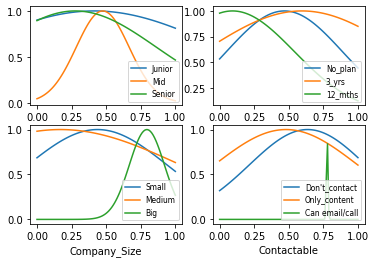 1.0
0.5
0.0
Junior
Mid
Senior
0.00 0.25 0.50 0.75 1.00
1.00
0.75
0.50
0.25
No_plan
3_yrs
12_mths
0.00 0.25 0.50 0.75 1.00
1.0
0.5
0.0
Small
Medium
Big
0.00 0.25 0.50 0.75 1.00
Company_Size
1.0
0.5
0.0
Don't_contact
Only_content
Can email/call
0.00 0.25 0.50 0.75 1.00
Contactable